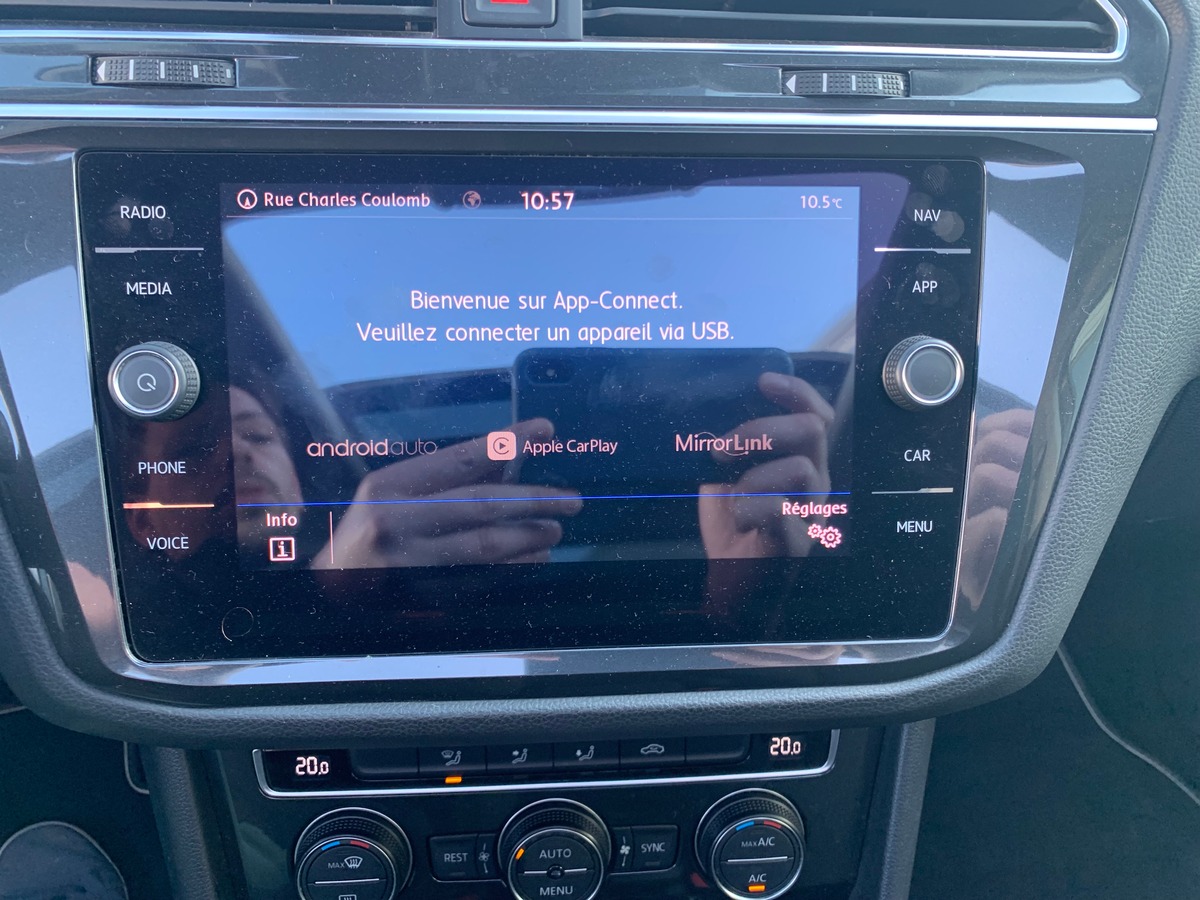 RADIO
MEDIA
PHONE
VOICE
Rue Charles Coulomb 10:57 10.5°C
Bienvenue sur App-Connect.
Veuillez connecter un appareil via USB.
androidauto Apple CarPlay MirrorLink
Info Réglages
i
NAV
APP
CAR
MENU
20.0 20.0
MAX
REST AUTO SYNC
MENU
MAX A/C
A/C